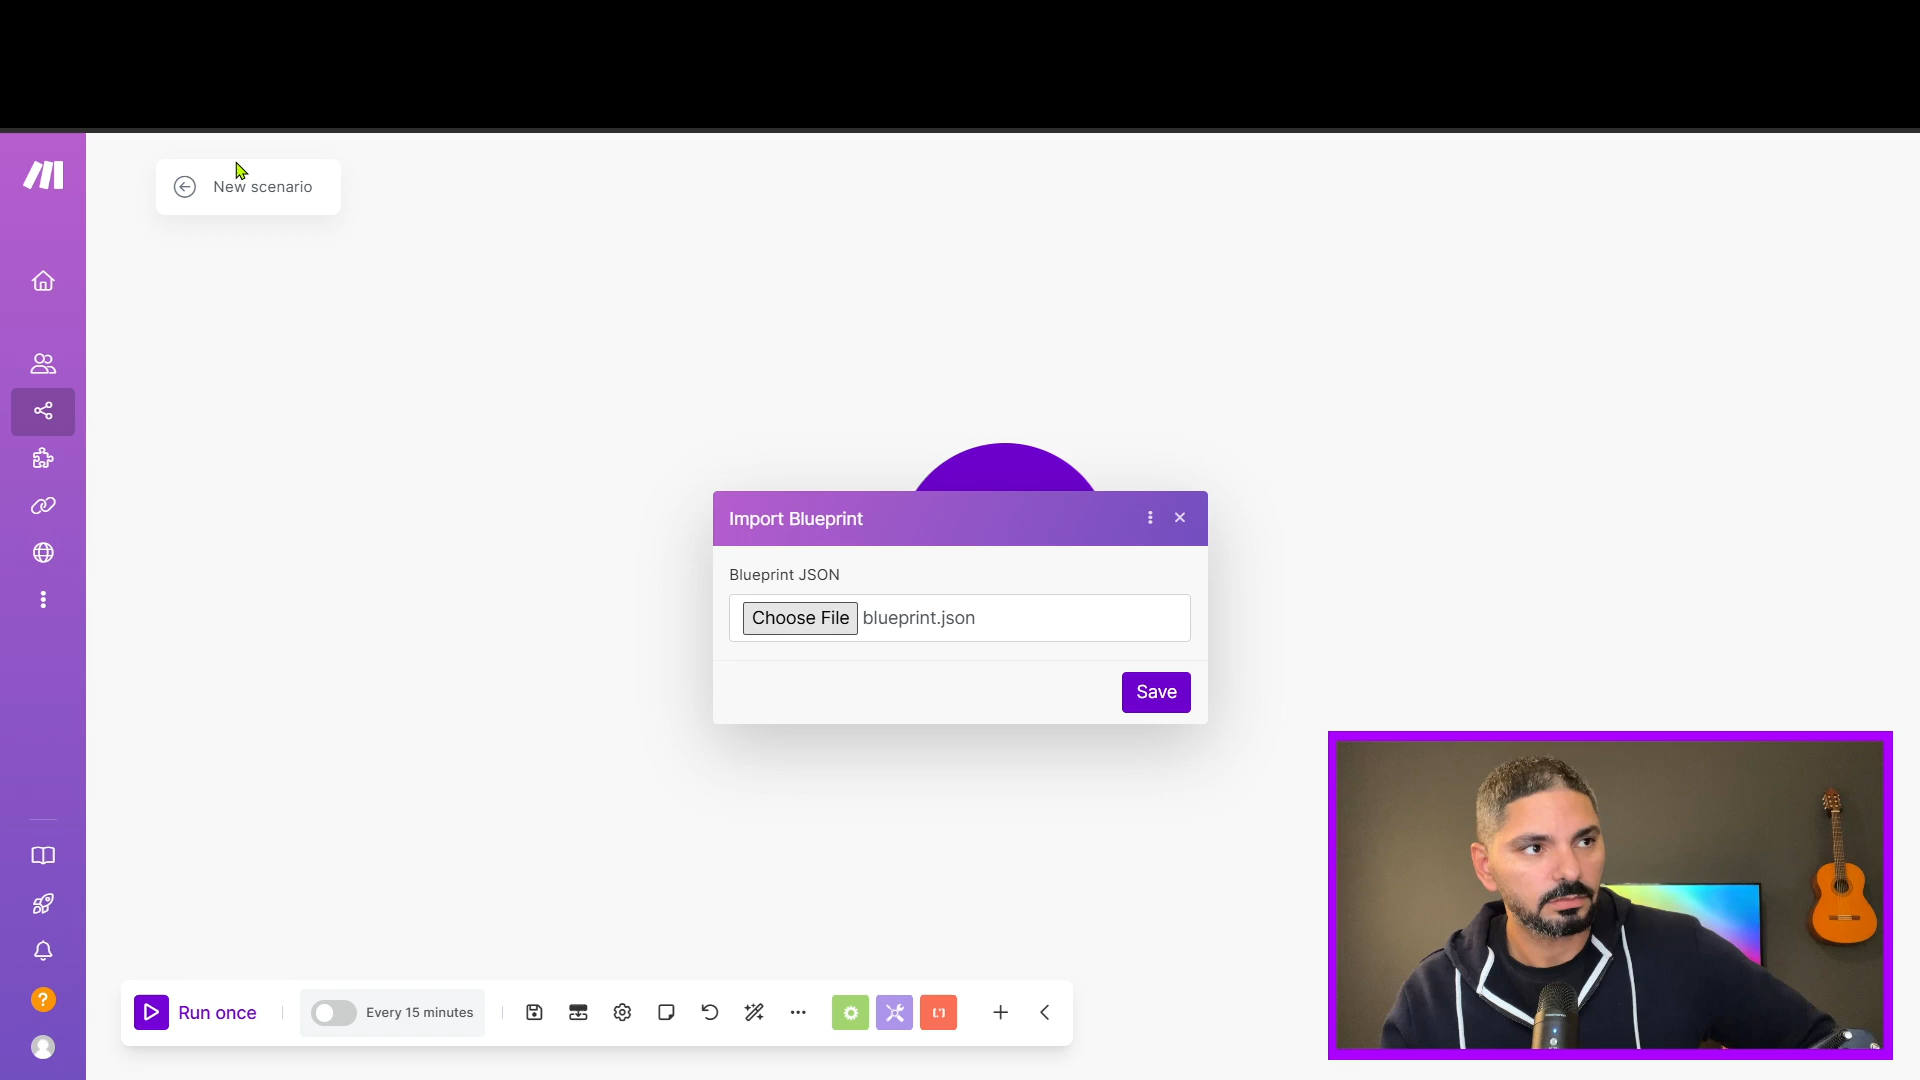 New scenario
Import Blueprint
Blueprint JSON
Choose File blueprint.json
Save
Run once
Every 15 minutes